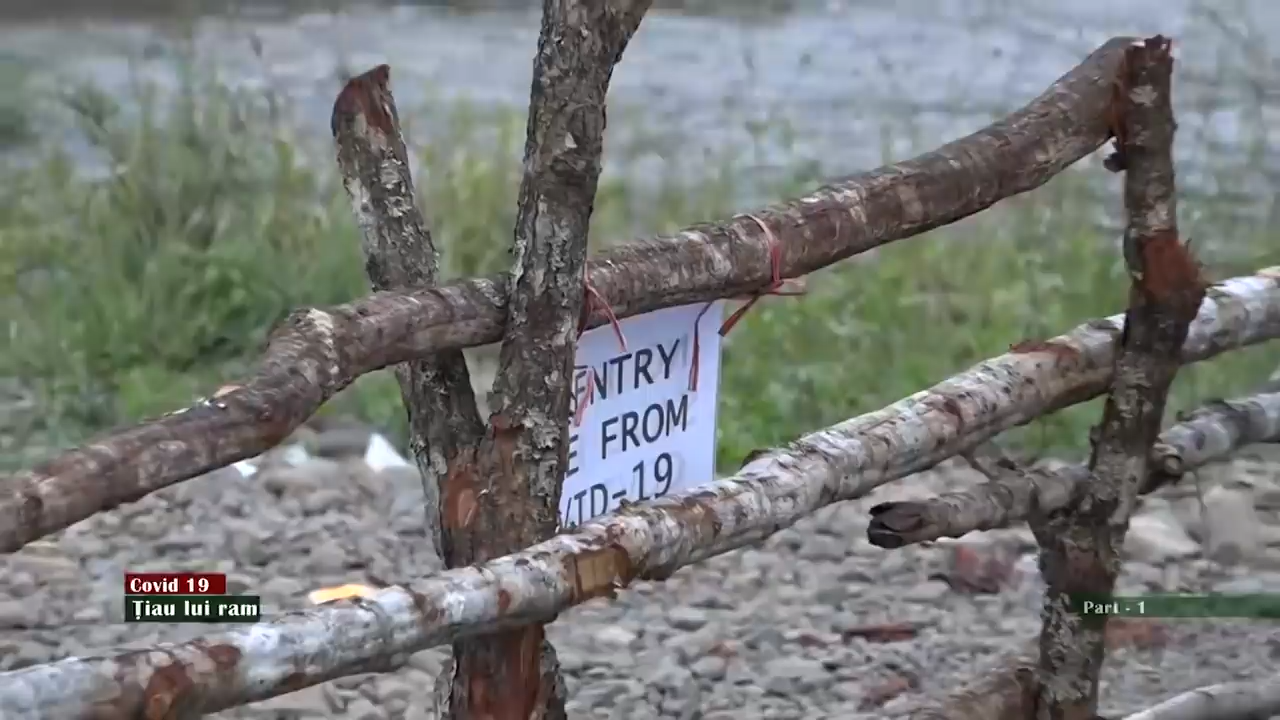 ENTRY
E FROM
VID-19
Covid 19
Ţiau lui ram
Part - 1